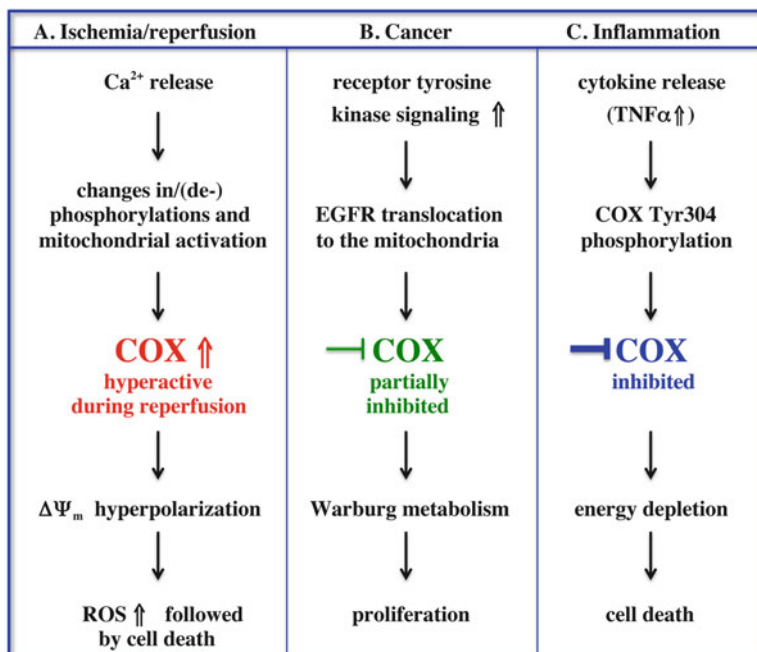 A. Ischemia/reperfusion
Ca²⁺ release
changes in/(de-)
phosphorylations and
mitochondrial activation
COX ⇑
hyperactive
during reperfusion
ΔΨₘ hyperpolarization
ROS ⇑ followed
by cell death
B. Cancer
receptor tyrosine
kinase signaling ⇑
EGFR translocation
to the mitochondria
COX
partially
inhibited
Warburg metabolism
proliferation
C. Inflammation
cytokine release
(TNFα⇑)
COX Tyr304
phosphorylation
COX
inhibited
energy depletion
cell death